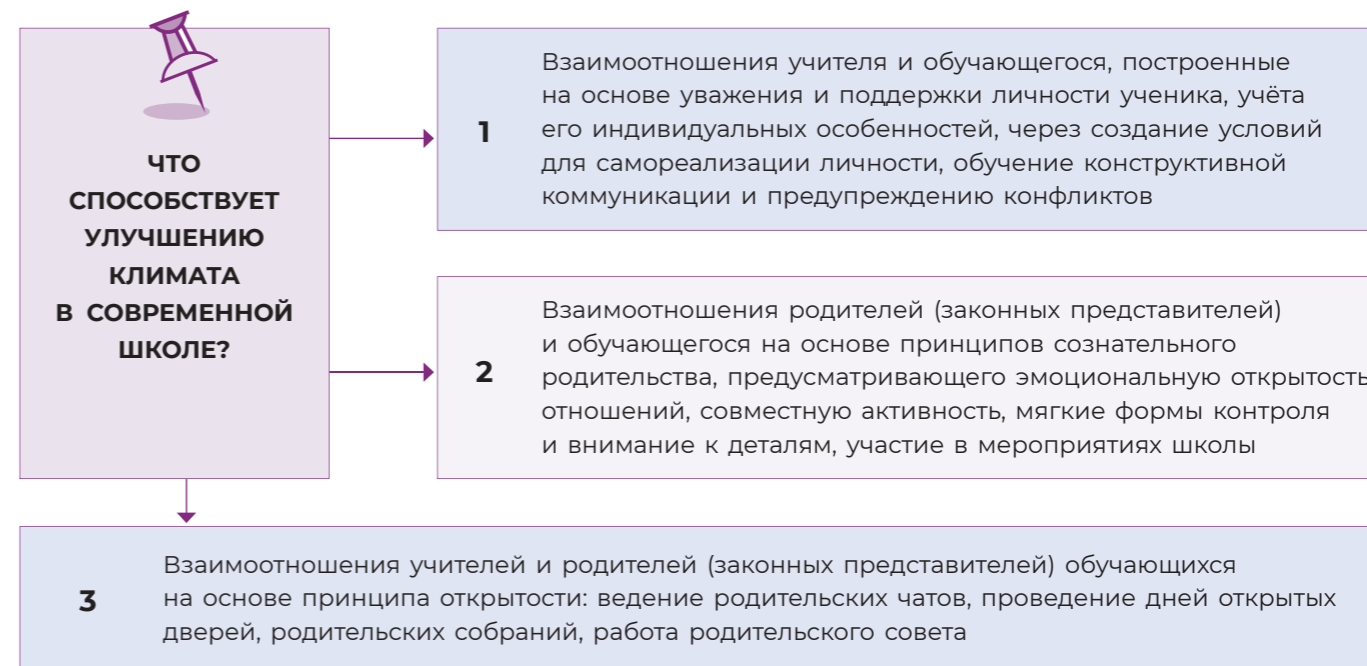 ЧТО
СПОСОБСТВУЕТ
УЛУЧШЕНИЮ
КЛИМАТА
В СОВРЕМЕННОЙ
ШКОЛЕ?
1
Взаимоотношения учителя и обучающегося, построенные
на основе уважения и поддержки личности ученика, учёта
его индивидуальных особенностей, через создание условий
для самореализации личности, обучение конструктивной
коммуникации и предупреждению конфликтов
2
Взаимоотношения родителей (законных представителей)
и обучающегося на основе принципов сознательного
родительства, предусматривающего эмоциональную открытость
отношений, совместную активность, мягкие формы контроля
и внимание к деталям, участие в мероприятиях школы
3
Взаимоотношения учителей и родителей (законных представителей) обучающихся
на основе принципа открытости: ведение родительских чатов, проведение дней открытых
дверей, родительских собраний, работа родительского совета